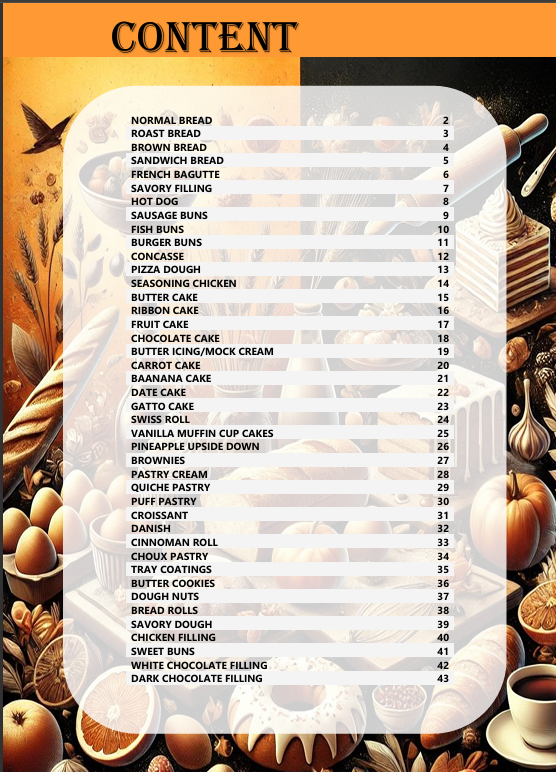 CONTENT
NORMAL BREAD 2
ROAST BREAD 3
BROWN BREAD 4
SANDWICH BREAD 5
FRENCH BAGUTTE 6
SAVORY FILLING 7
HOT DOG 8
SAUSAGE BUNS 9
FISH BUNS 10
BURGER BUNS 11
CONCASSE 12
PIZZA DOUGH 13
SEASONING CHICKEN 14
BUTTER CAKE 15
RIBBON CAKE 16
FRUIT CAKE 17
CHOCOLATE CAKE 18
BUTTER ICING/MOCK CREAM 19
CARROT CAKE 20
BAANANA CAKE 21
DATE CAKE 22
GATTO CAKE 23
SWISS ROLL 24
VANILLA MUFFIN CUP CAKES 25
PINEAPPLE UPSIDE DOWN 26
BROWNIES 27
PASTRY CREAM 28
QUICHE PASTRY 29
PUFF PASTRY 30
CROISSANT 31
DANISH 32
CINNOMAN ROLL 33
CHOUX PASTRY 34
TRAY COATINGS 35
BUTTER COOKIES 36
DOUGH NUTS 37
BREAD ROLLS 38
SAVORY DOUGH 39
CHICKEN FILLING 40
SWEET BUNS 41
WHITE CHOCOLATE FILLING 42
DARK CHOCOLATE FILLING 43